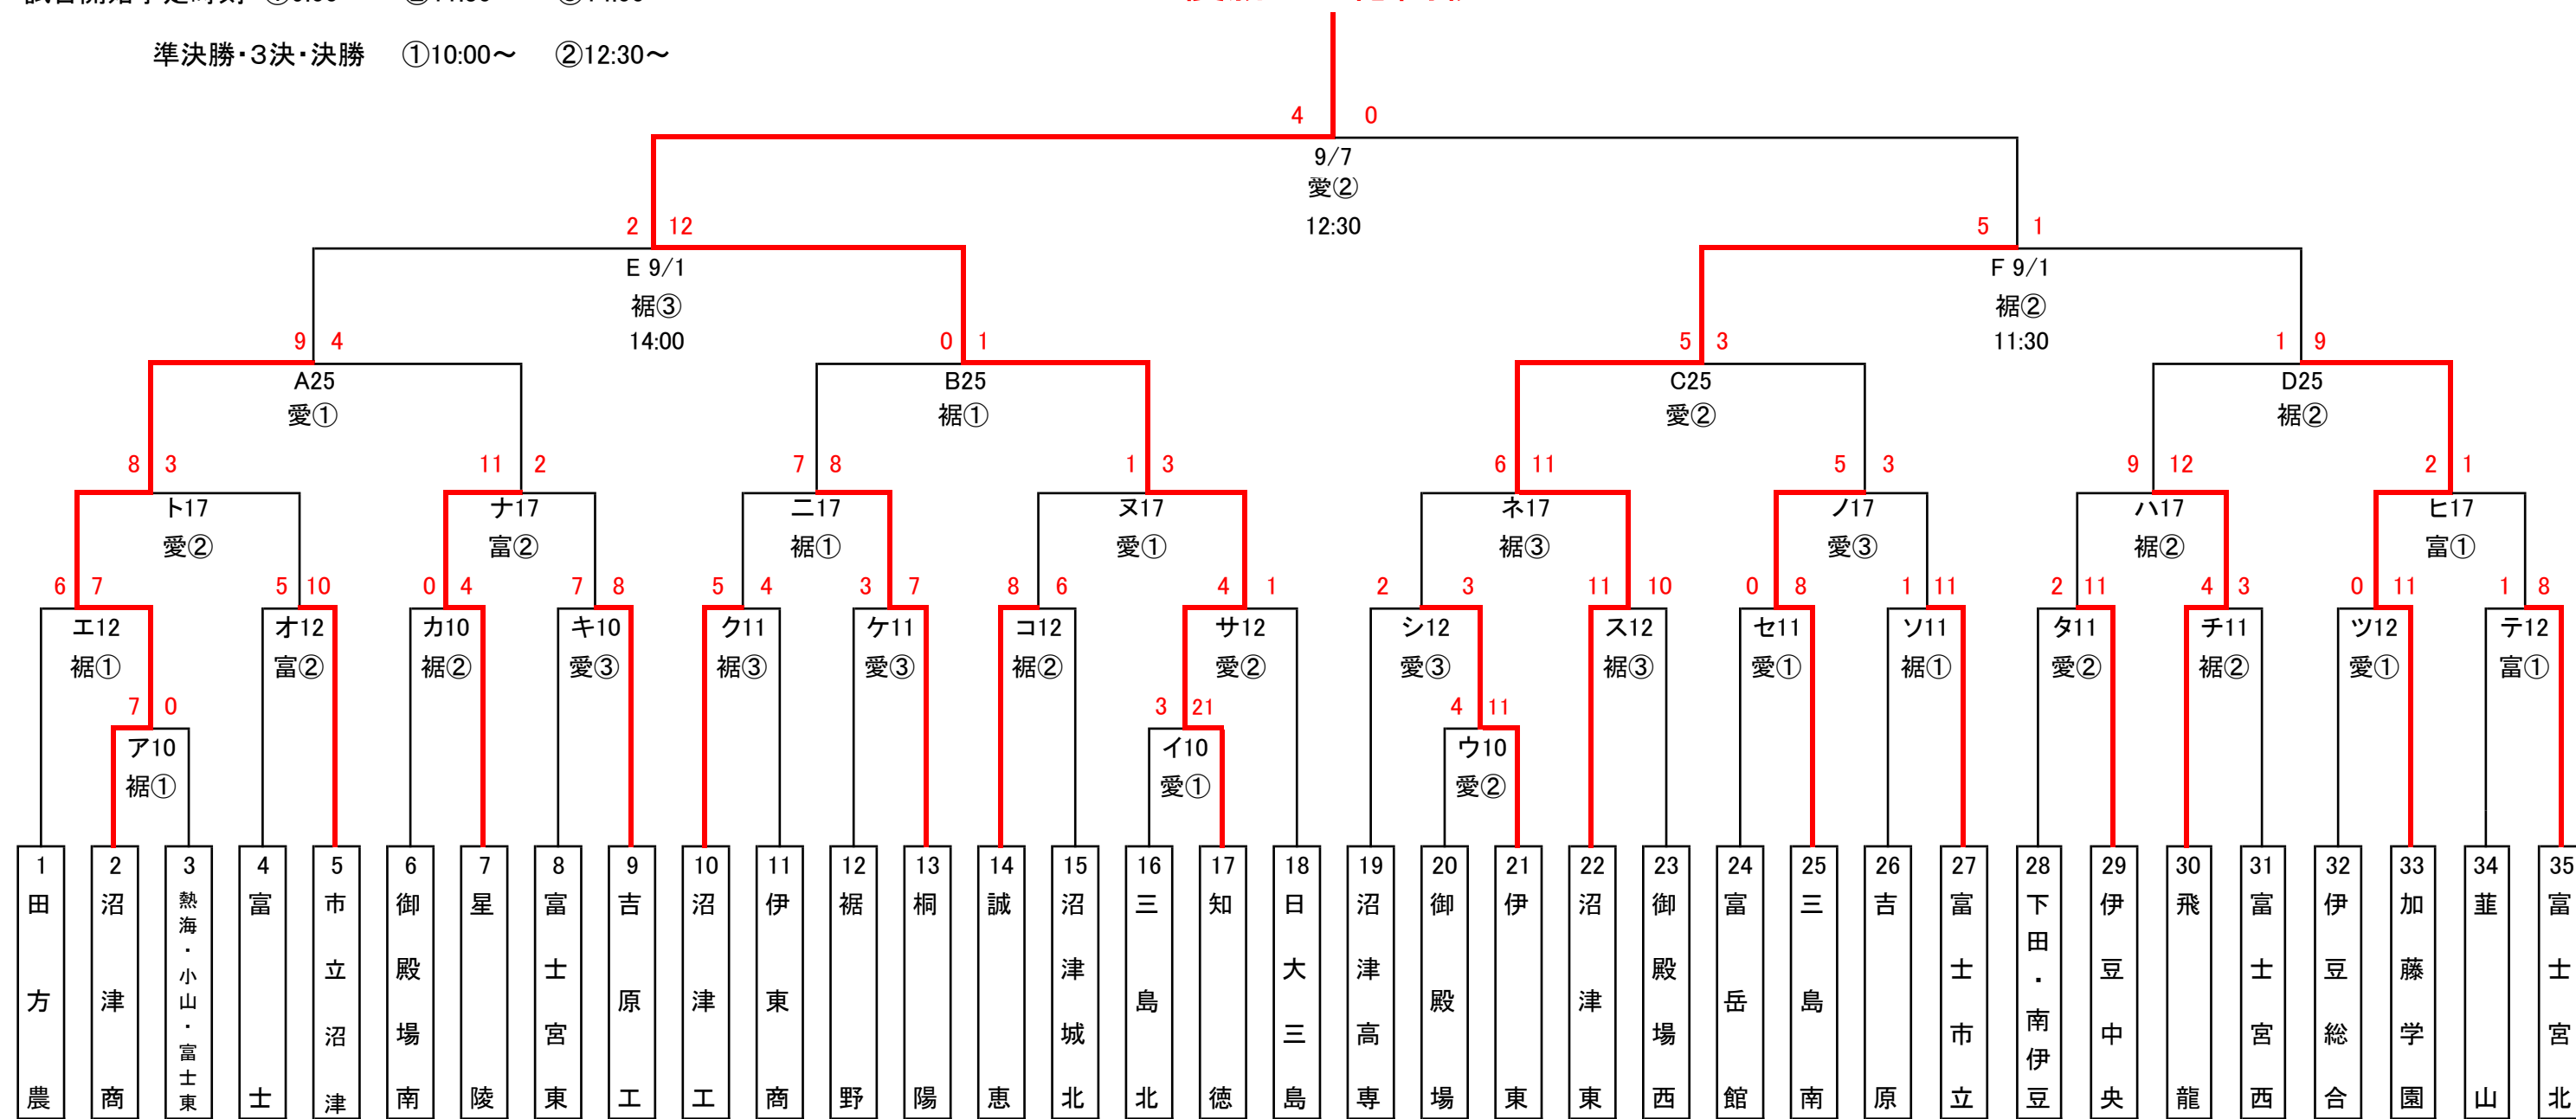 準決勝・3決・決勝 ①10:00～ ②12:30～
4 0
9/7
愛②
12:30
2 12 5 1
E 9/1 F 9/1
裾③ 裾②
14:00 11:30
9 4 0 1 5 3 1 9
A25 B25 C25 D25
愛① 裾① 愛② 裾②
8 3 11 2 7 8 1 3 6 11 5 3 9 12 2 1
ト17 ナ17 ニ17 ヌ17 ネ17 ノ17 ハ17 ヒ17
愛② 富② 裾① 愛① 裾③ 愛③ 裾② 富①
6 7 5 10 0 4 7 8 5 4 3 7 8 6 4 1 2 3 11 10 0 8 1 11 2 11 4 3 0 11 1 8
エ12 オ12 カ10 キ10 ク11 ケ11 コ12 サ12 シ12 ス12 セ11 ソ11 タ11 チ11 ツ12 テ12
裾① 富② 裾② 愛③ 裾③ 愛③ 裾② 愛② 愛③ 裾③ 愛① 裾① 愛② 裾② 愛① 富①
7 0 3 21 4 11
ア10 イ10 ウ10
裾① 愛① 愛②
1 田方農
2 沼津商
3 熱海・小山・富士東
4 富士
5 市立沼津
6 御殿場南
7 星陵
8 富士宮東
9 吉原工
10 沼津工
11 伊東商
12 裾野
13 桐陽
14 誠恵
15 沼津城北
16 三島北
17 知徳
18 日大三島
19 沼津高専
20 御殿場
21 伊東
22 沼津東
23 御殿場西
24 富岳館
25 三島南
26 吉原
27 富士市立
28 下田・南伊豆
29 伊豆中央
30 飛龍
31 富士宮西
32 伊豆総合
33 加藤学園
34 韮山
35 富士宮北